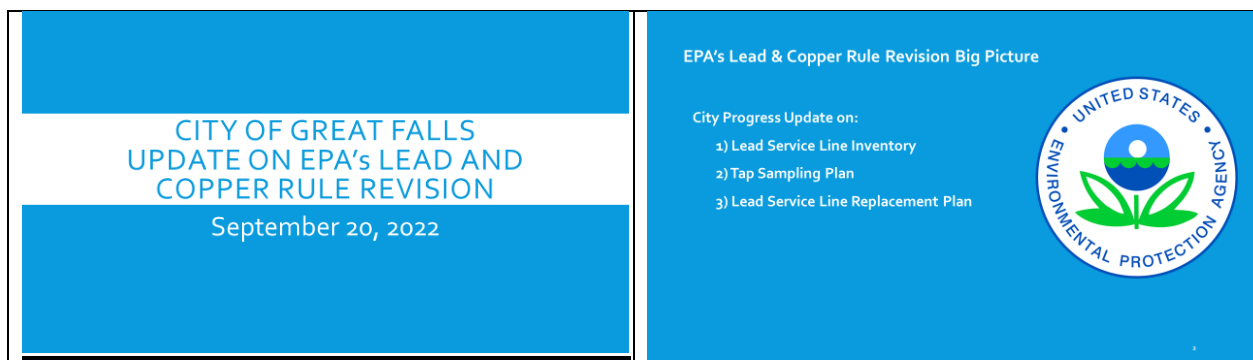 CITY OF GREAT FALLS
UPDATE ON EPA's LEAD AND
COPPER RULE REVISION
September 20, 2022
EPA's Lead & Copper Rule Revision Big Picture
City Progress Update on:
1) Lead Service Line Inventory
2) Tap Sampling Plan
3) Lead Service Line Replacement Plan
UNITED STATES
ENVIRONMENTAL PROTECTION AGENCY
2